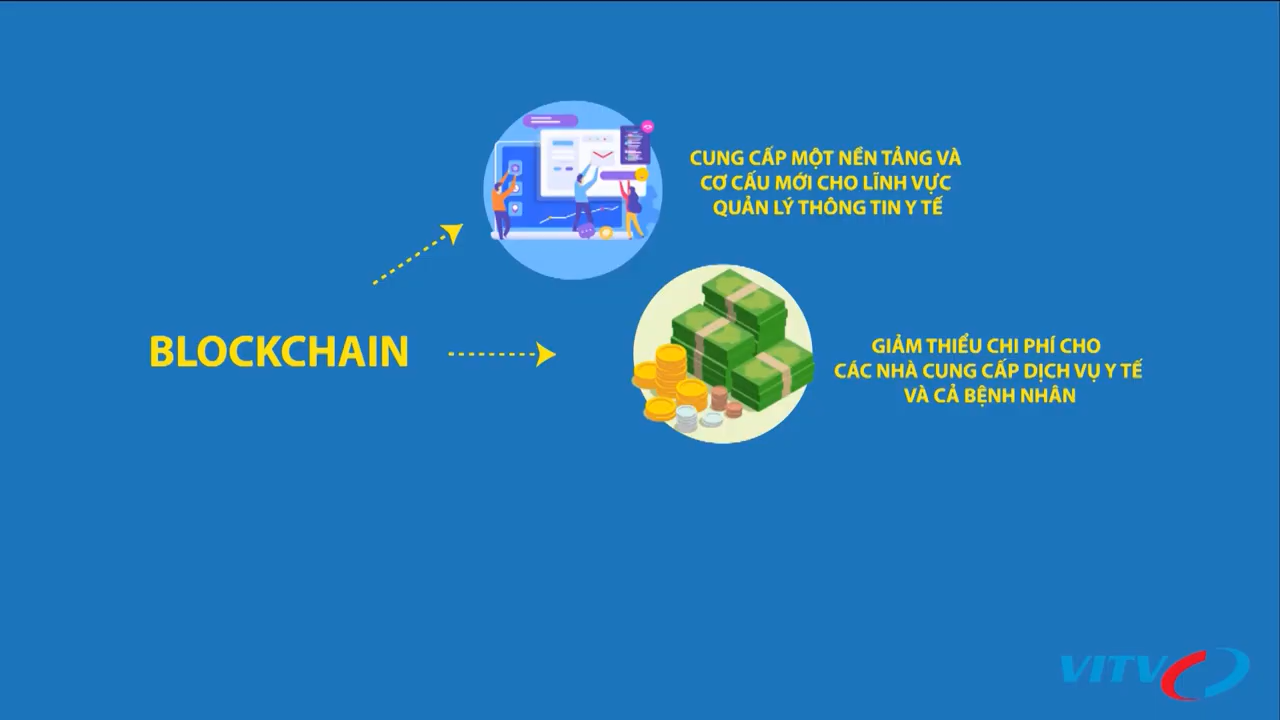 CUNG CẤP MỘT NỀN TẢNG VÀ
CƠ CẤU MỚI CHO LĨNH VỰC
QUẢN LÝ THÔNG TIN Y TẾ
BLOCKCHAIN
GIẢM THIỂU CHI PHÍ CHO
CÁC NHÀ CUNG CẤP DỊCH VỤ Y TẾ
VÀ CẢ BỆNH NHÂN
VITV